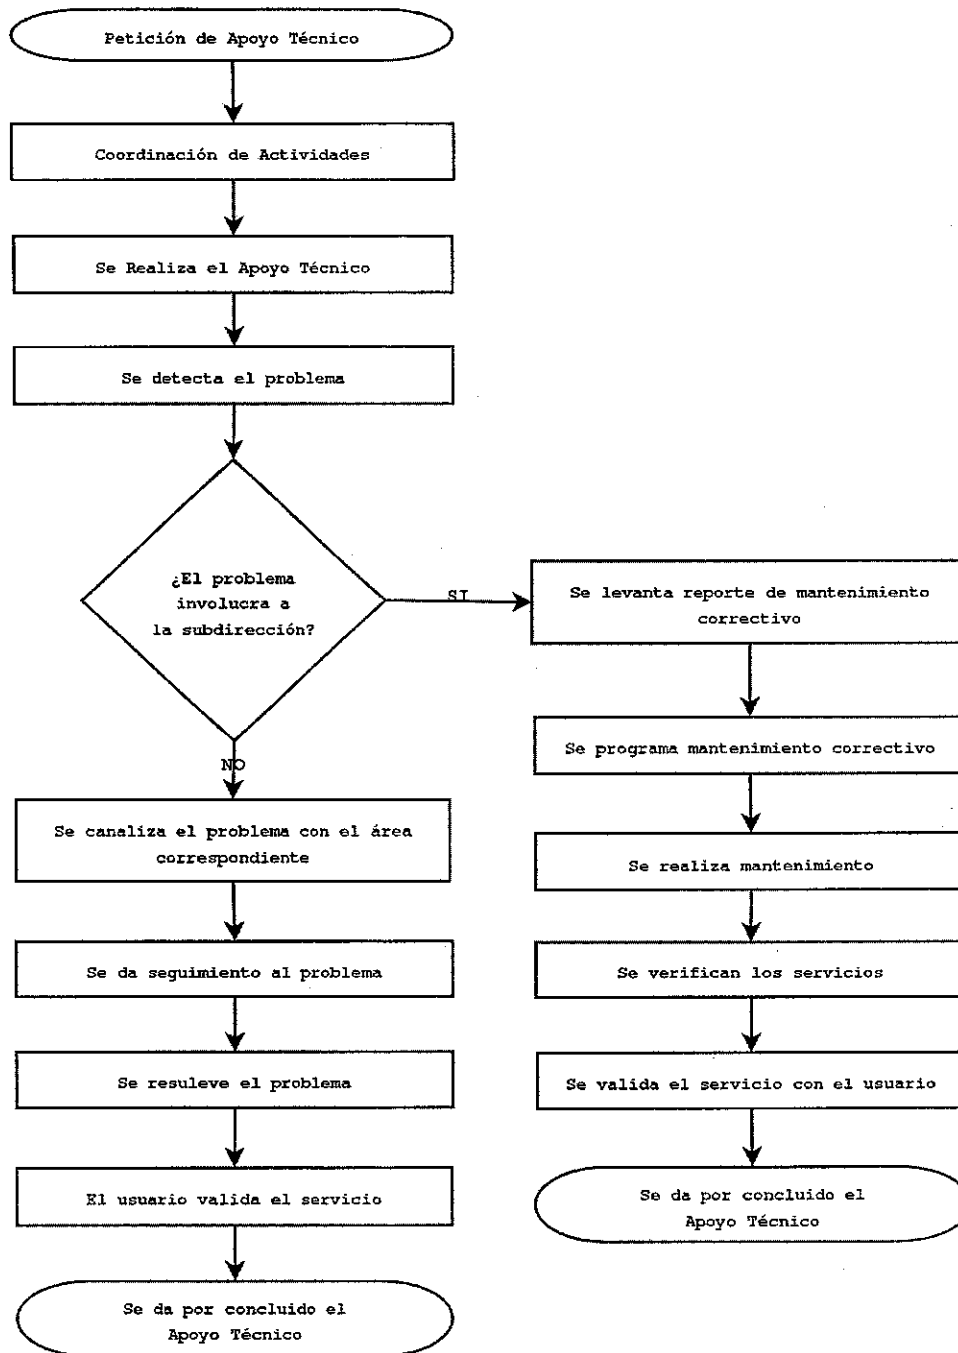 Petición de Apoyo Técnico
Coordinación de Actividades
Se Realiza el Apoyo Técnico
Se detecta el problema
¿El problema
involucra a
la subdirección?
SI
NO
Se canaliza el problema con el área
correspondiente
Se da seguimiento al problema
Se resuleve el problema
El usuario valida el servicio
Se da por concluido el
Apoyo Técnico
Se levanta reporte de mantenimiento
correctivo
Se programa mantenimiento correctivo
Se realiza mantenimiento
Se verifican los servicios
Se valida el servicio con el usuario
Se da por concluido el
Apoyo Técnico